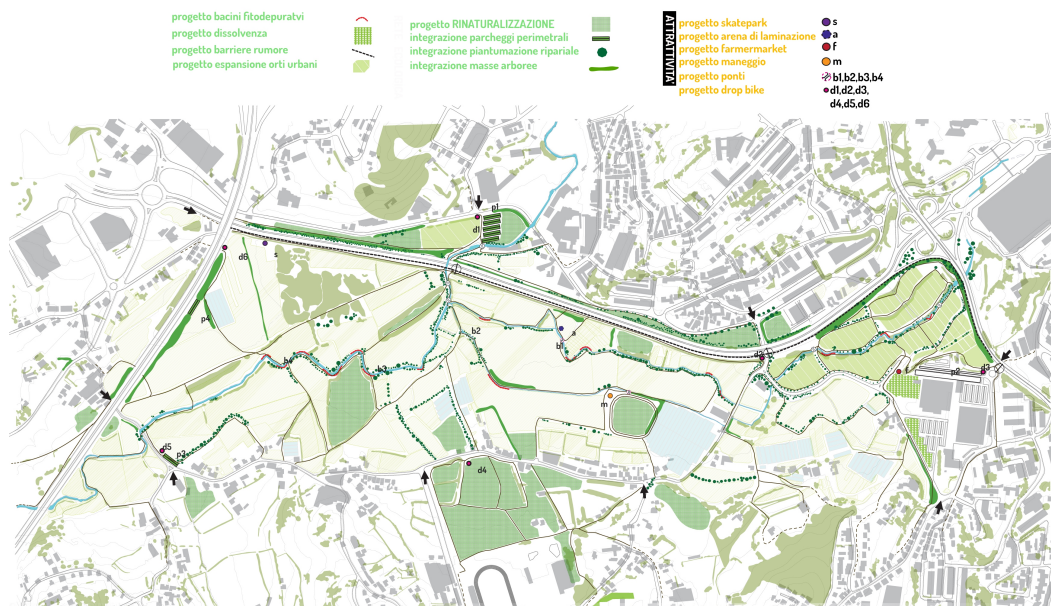 progetto bacini fitodepuratvi
progetto dissolvenza
progetto barriere rumore
progetto espansione orti urbani
progetto RINATURALIZZAZIONE
integrazione parcheggi perimetrali
integrazione piantumazione ripariale
integrazione masse arboree
ATTRATTIVITA'
progetto skatepark s
progetto arena di laminazione a
progetto farmermarket f
progetto maneggio m
progetto ponti b1,b2,b3,b4
progetto drop bike d1,d2,d3,
d4,d5,d6
p1
d1
d6
s
p4
b2
a
b1
d2
b4
b3
f
p2
d3
m
d5
p3
d4